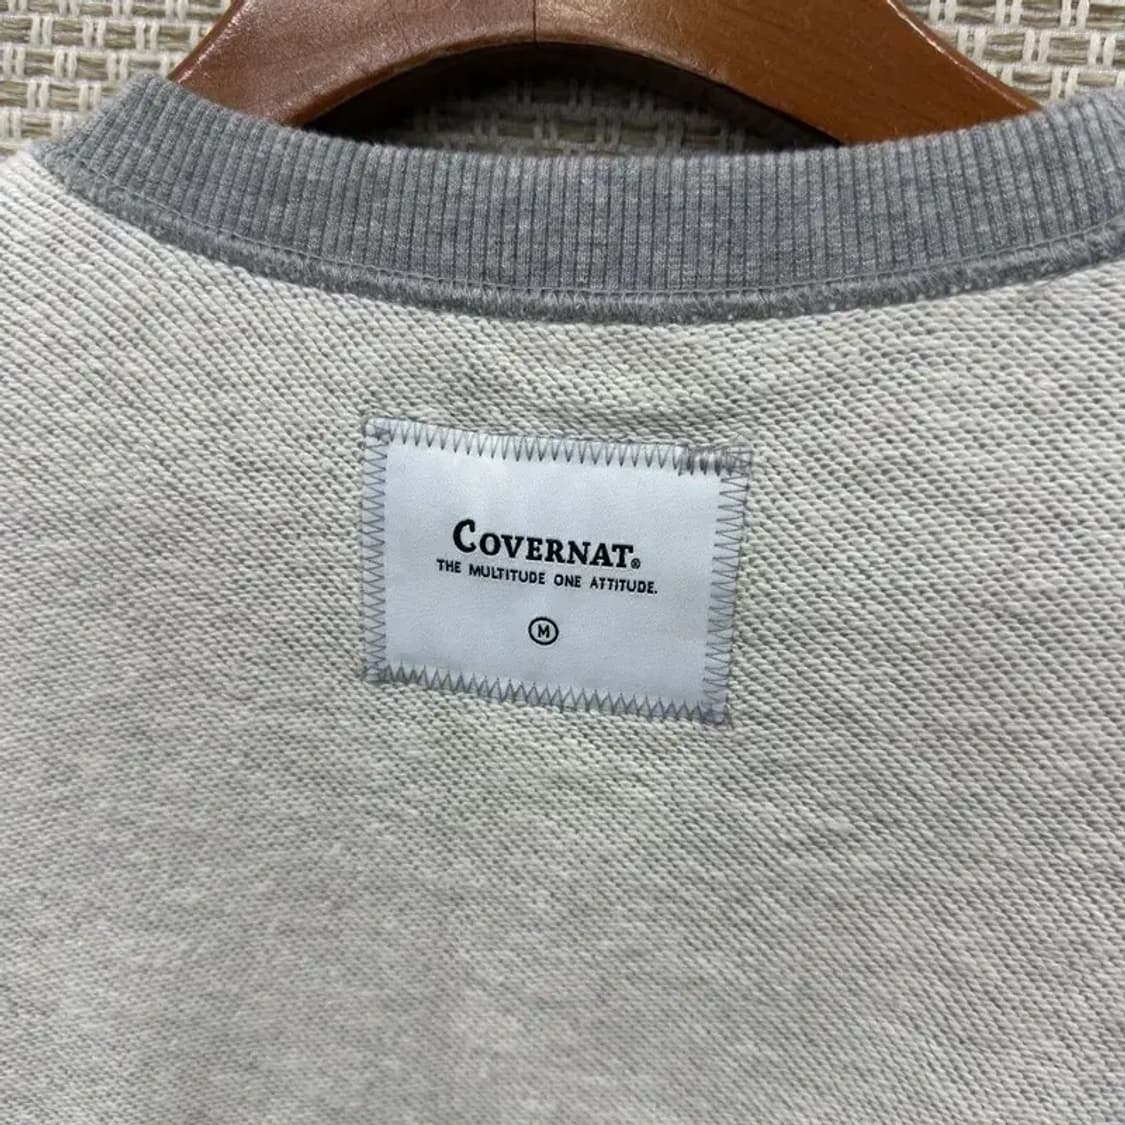 COVERNAT®
THE MULTITUDE ONE ATTITUDE.
M